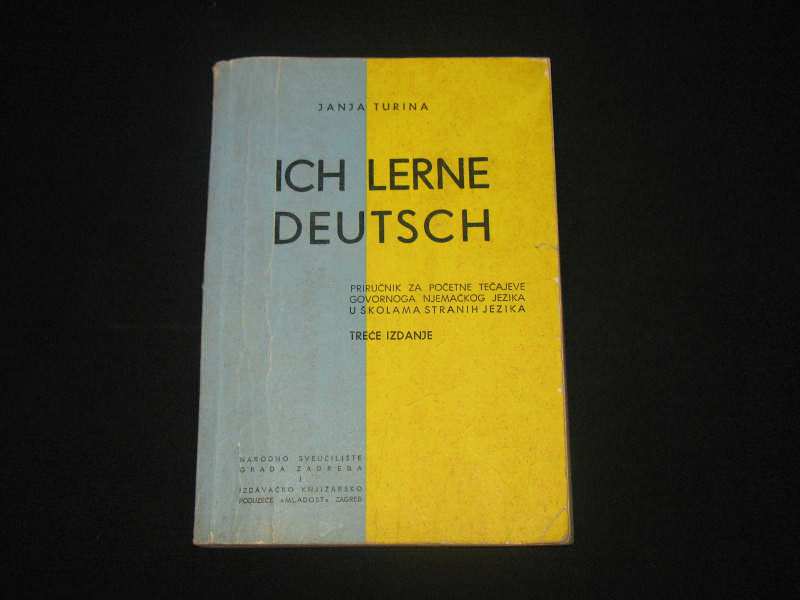 JANJA TURINA
ICH LERNE
DEUTSCH
PRIRUČNIK ZA POČETNE TEČAJEVE
GOVORNOGA NJEMAČKOG JEZIKA
U ŠKOLAMA STRANIH JEZIKA
TREĆE IZDANJE
NARODNO SVEUČILIŠTE
GRADA ZAGREBA
I
IZDAVAČKO KNJIŽARSKO
PODUZEĆE »MLADOST« ZAGREB